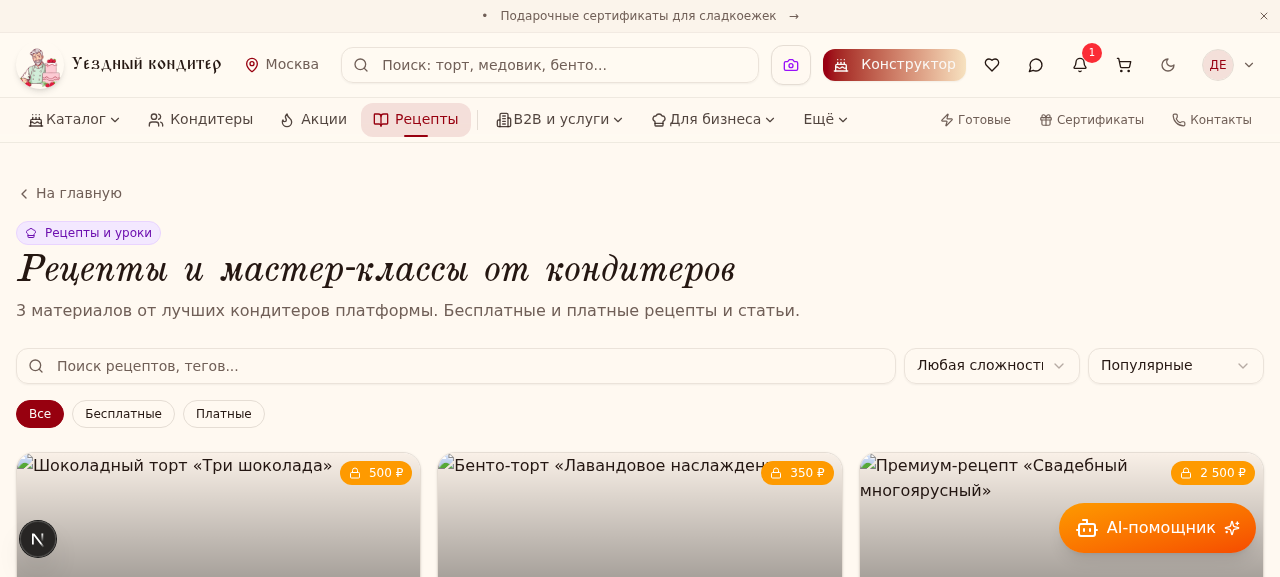 • Подарочные сертификаты для сладкоежек →
Уездный кондитер
Москва
Поиск: торт, медовик, бенто...
Конструктор
1
ДЕ
Каталог
Кондитеры
Акции
Рецепты
B2B и услуги
Для бизнеса
Ещё
Готовые
Сертификаты
Контакты
На главную
Рецепты и уроки
Рецепты и мастер-классы от кондитеров
3 материалов от лучших кондитеров платформы. Бесплатные и платные рецепты и статьи.
Поиск рецептов, тегов...
Любая сложность
Популярные
Все
Бесплатные
Платные
Шоколадный торт «Три шоколада»
500 ₽
Бенто-торт «Лавандовое наслажден
350 ₽
Премиум-рецепт «Свадебный
многоярусный»
2 500 ₽
N
AI-помощник